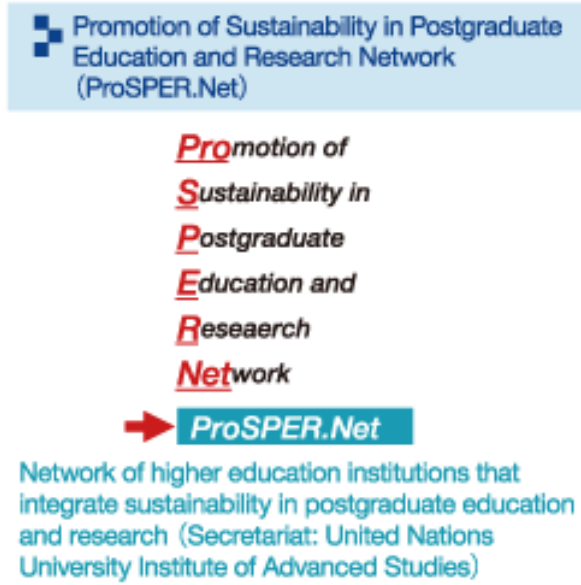 Promotion of Sustainability in Postgraduate
Education and Research Network
(ProSPER.Net)
Promotion of
Sustainability in
Postgraduate
Education and
Reseaerch
Network
ProSPER.Net
Network of higher education institutions that
integrate sustainability in postgraduate education
and research (Secretariat: United Nations
University Institute of Advanced Studies)